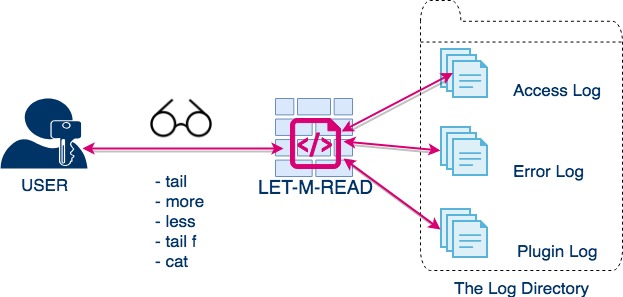 USER
- tail
- more
- less
- tail f
- cat
</>
LET-M-READ
Access Log
Error Log
Plugin Log
The Log Directory